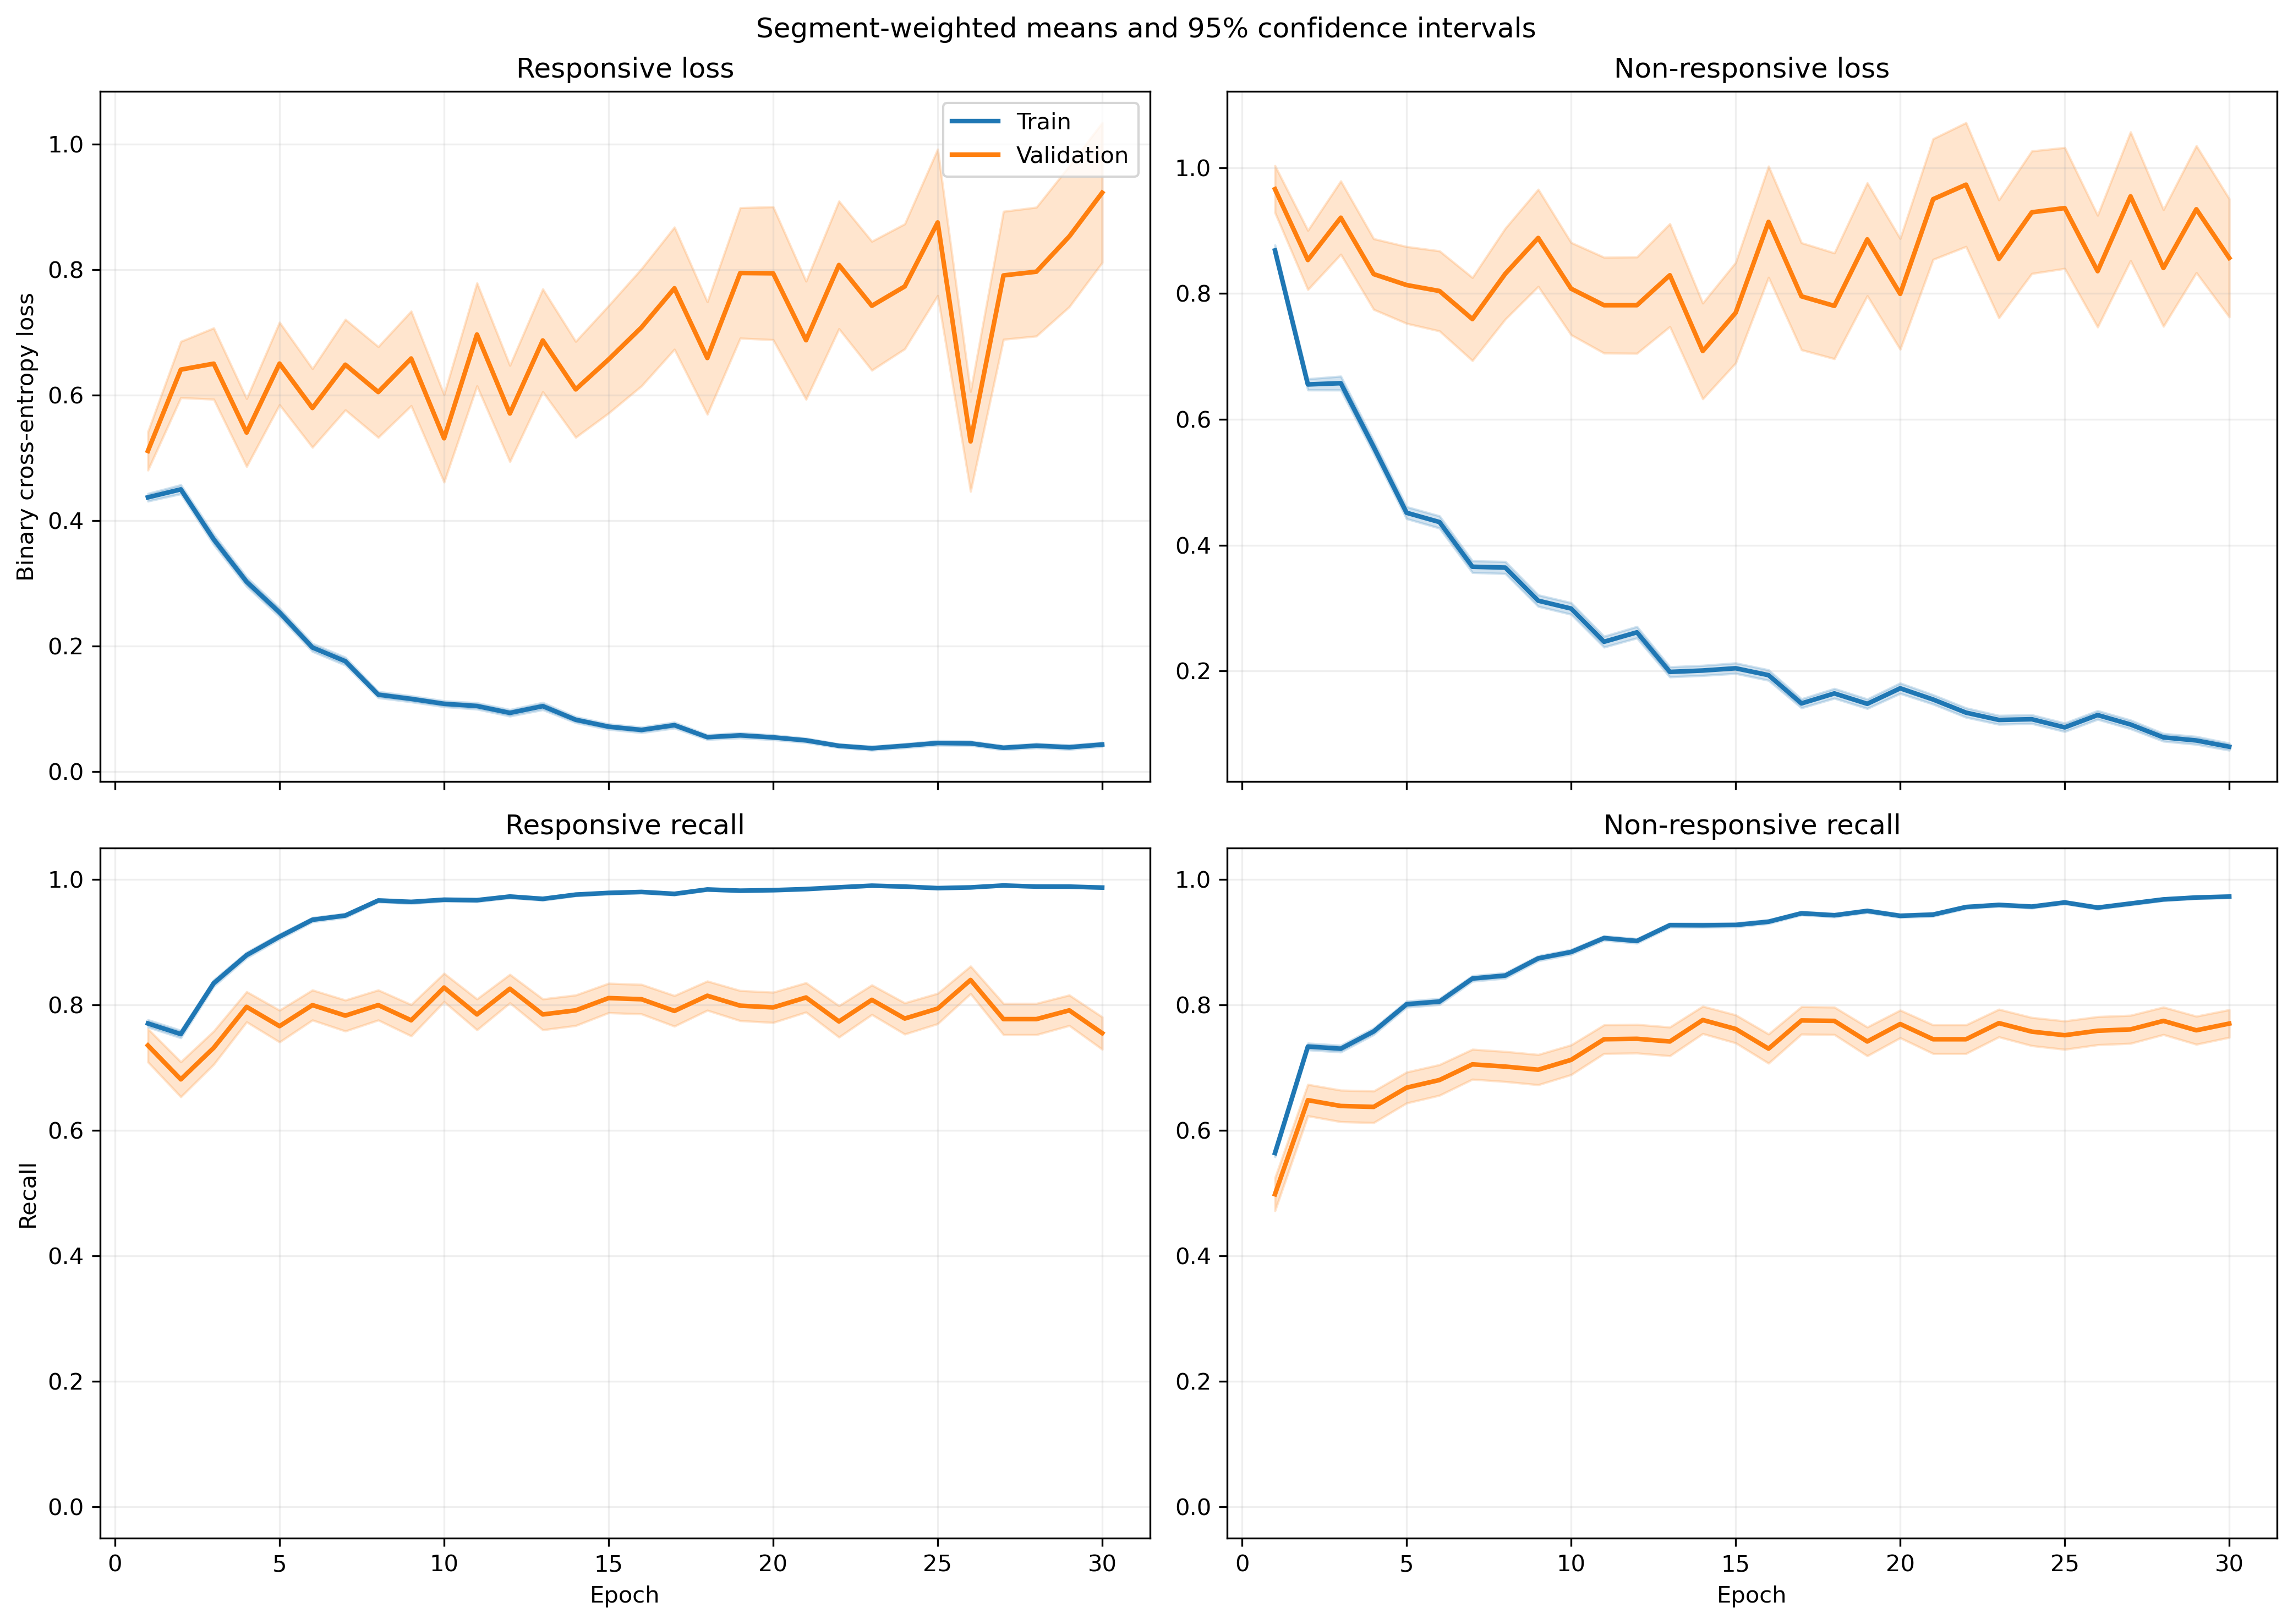 Segment-weighted means and 95% confidence intervals
Responsive loss
Non-responsive loss
Train
Validation
Binary cross-entropy loss
1.0
0.8
0.6
0.4
0.2
0.0
1.0
0.8
0.6
0.4
0.2
Responsive recall
Non-responsive recall
Recall
1.0
0.8
0.6
0.4
0.2
0.0
0 5 10 15 20 25 30
Epoch
1.0
0.8
0.6
0.4
0.2
0.0
0 5 10 15 20 25 30
Epoch